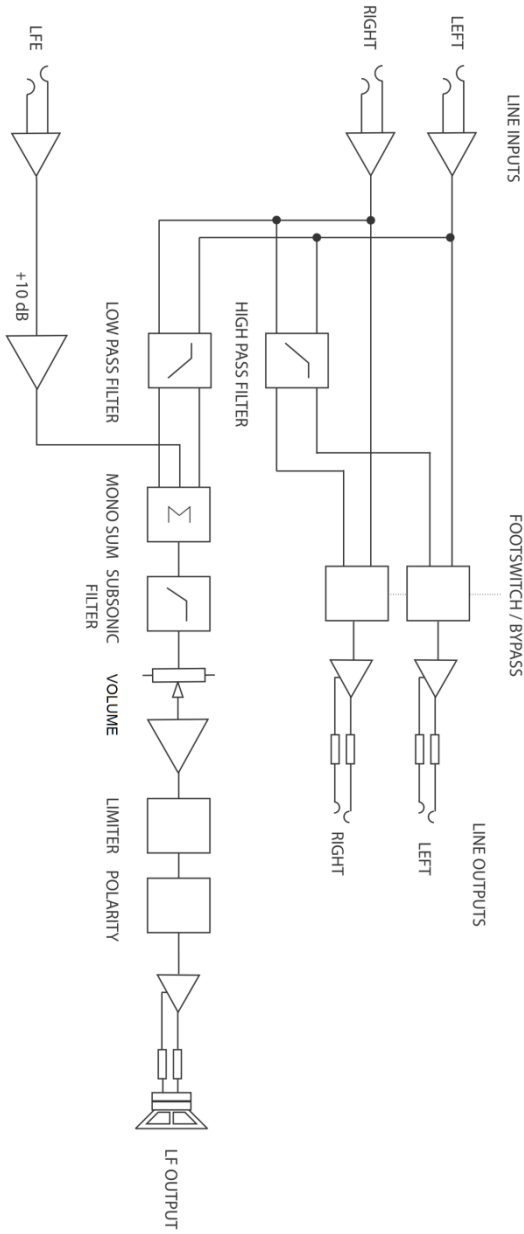 LINE INPUTS
LEFT
RIGHT
LFE
FOOTSWITCH / BYPASS
LINE OUTPUTS
LEFT
RIGHT
HIGH PASS FILTER
LOW PASS FILTER
+10 dB
MONO SUM
Σ
SUBSONIC
FILTER
VOLUME
LIMITER
POLARITY
LF OUTPUT